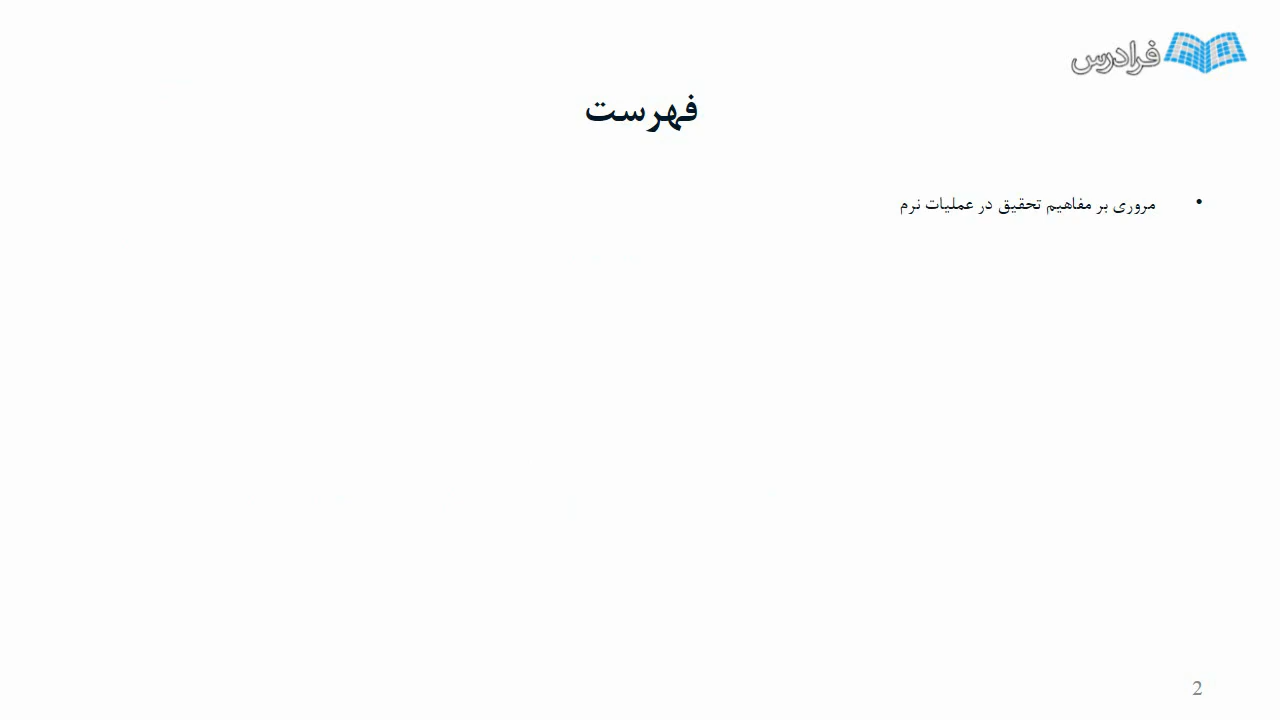 فرادرس
فهرست
• مروری بر مفاهیم تحقیق در عملیات نرم
2